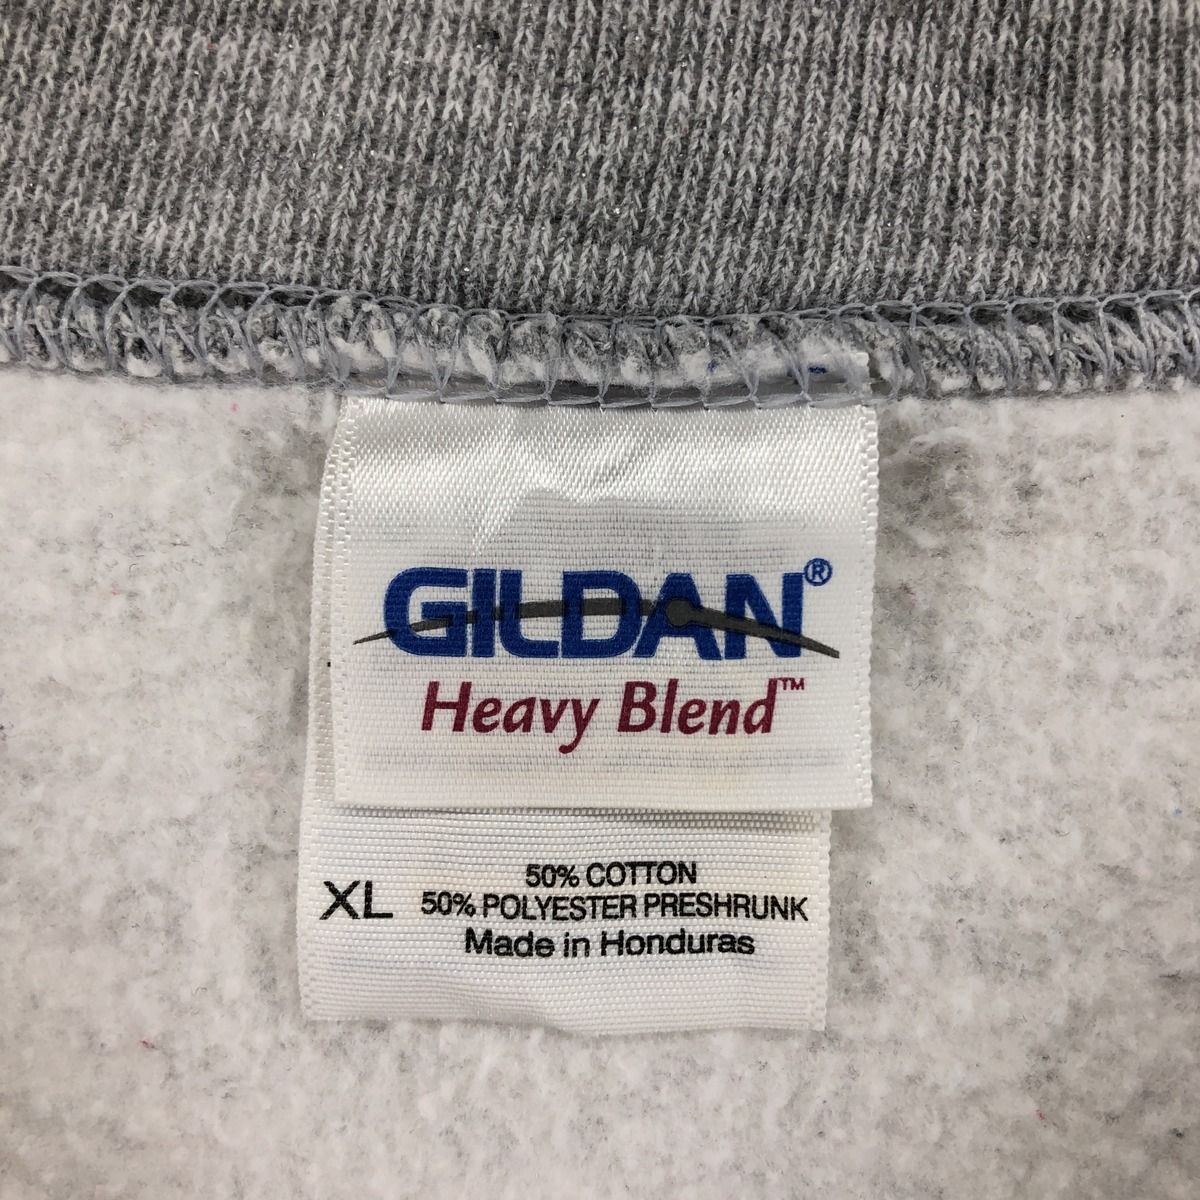 GILDAN®
Heavy Blend™
XL
50% COTTON
50% POLYESTER PRESHRUNK
Made in Honduras